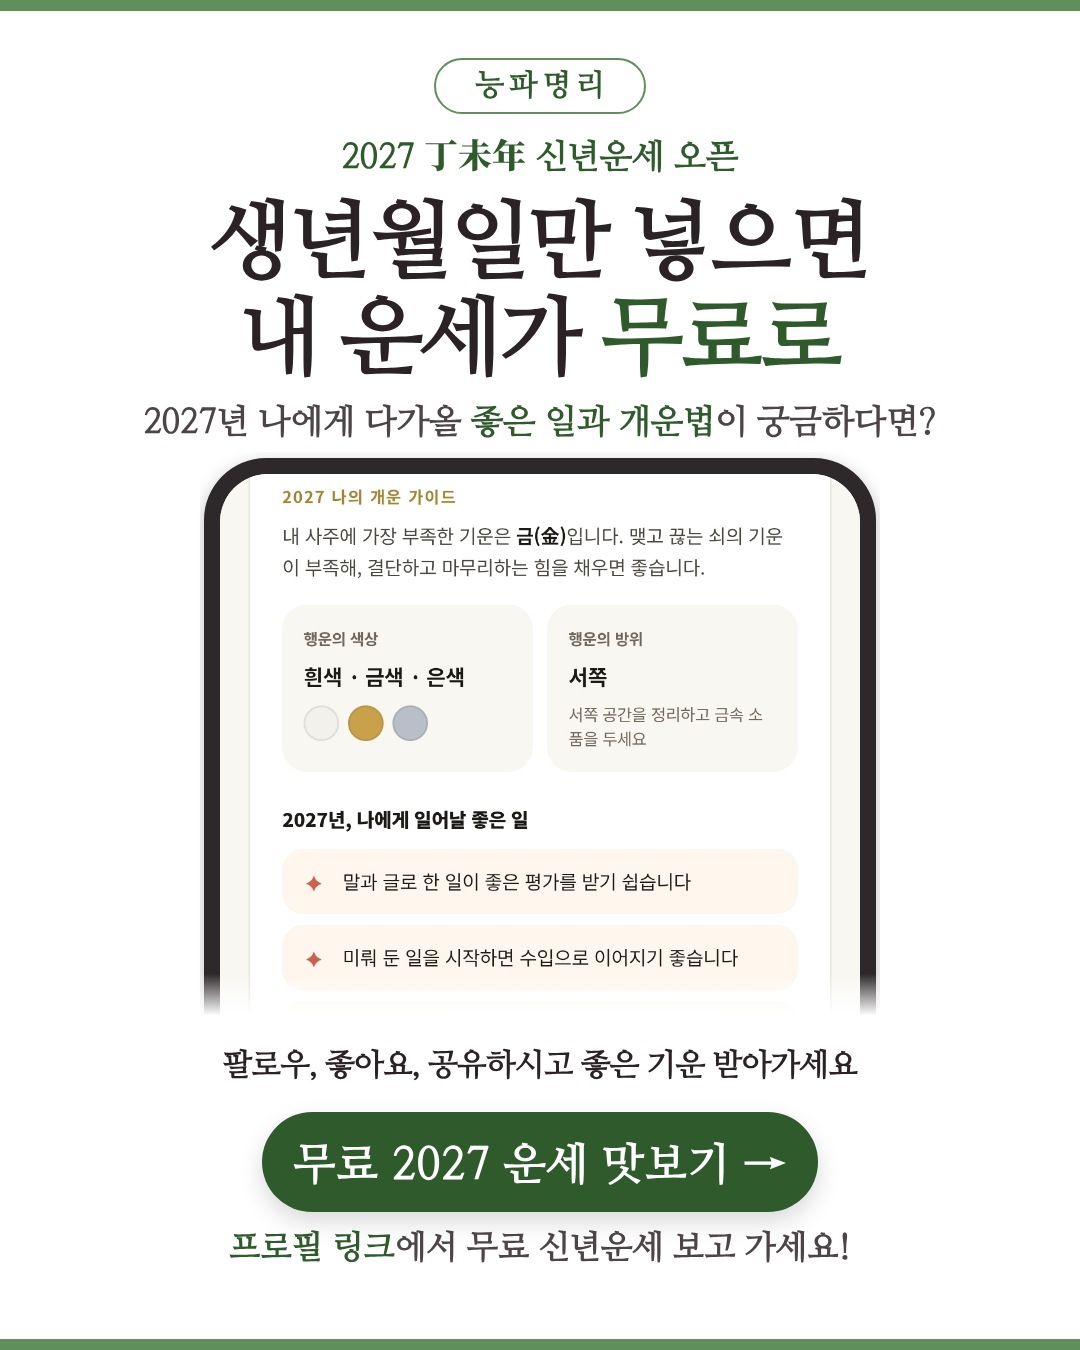 능파명리
2027 丁未年 신년운세 오픈
생년월일만 넣으면
내 운세가 무료로
2027년 나에게 다가올 좋은 일과 개운법이 궁금하다면?
2027 나의 개운 가이드
내 사주에 가장 부족한 기운은 금(金)입니다. 맺고 끊는 쇠의 기운
이 부족해, 결단하고 마무리하는 힘을 채우면 좋습니다.
행운의 색상
흰색 · 금색 · 은색
행운의 방위
서쪽
서쪽 공간을 정리하고 금속 소
품을 두세요
2027년, 나에게 일어날 좋은 일
말과 글로 한 일이 좋은 평가를 받기 쉽습니다
미뤄 둔 일을 시작하면 수입으로 이어지기 좋습니다
팔로우, 좋아요, 공유하시고 좋은 기운 받아가세요
무료 2027 운세 맛보기 →
프로필 링크에서 무료 신년운세 보고 가세요!